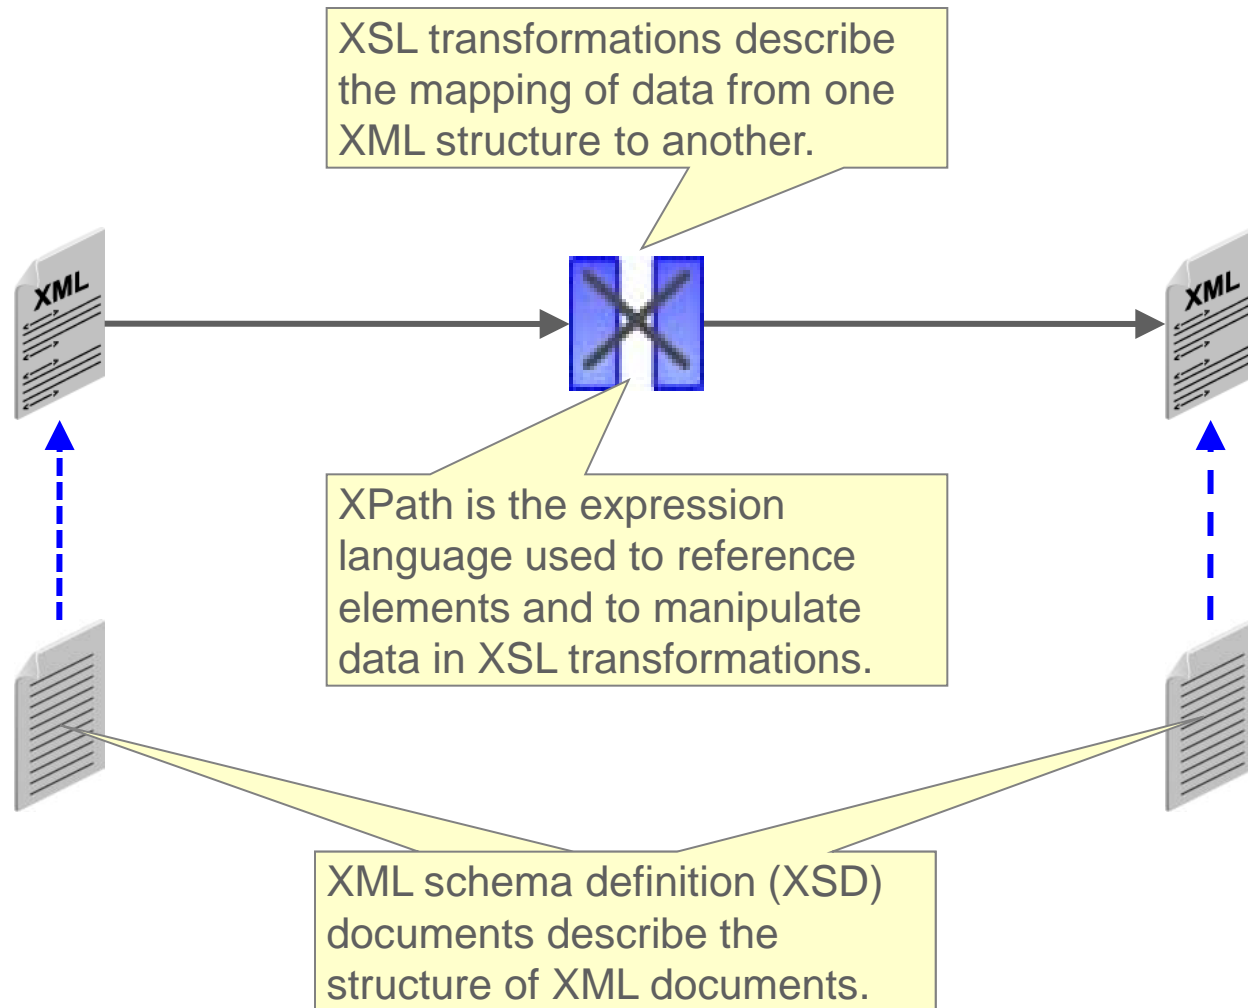 XSL transformations describe
the mapping of data from one
XML structure to another.
XML
XML
XPath is the expression
language used to reference
elements and to manipulate
data in XSL transformations.
XML schema definition (XSD)
documents describe the
structure of XML documents.